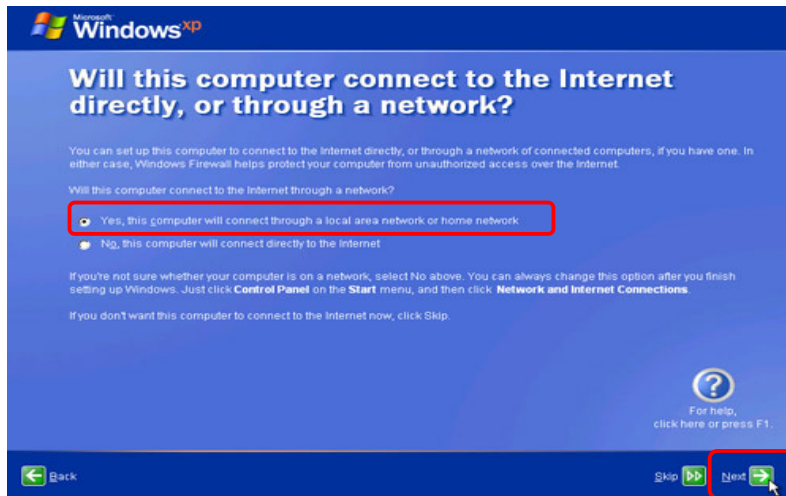 Microsoft
Windows xp
Will this computer connect to the Internet
directly, or through a network?
You can set up this computer to connect to the Internet directly, or through a network of connected computers, if you have one. In
either case, Windows Firewall helps protect your computer from unauthorized access over the Internet.
Will this computer connect to the Internet through a network?
Yes, this computer will connect through a local area network or home network
No, this computer will connect directly to the Internet
If you're not sure whether your computer is on a network, select No above. You can always change this option after you finish
setting up Windows. Just click Control Panel on the Start menu, and then click Network and Internet Connections.
If you don't want this computer to connect to the Internet now, click Skip.
For help,
click here or press F1.
Back
Skip
Next